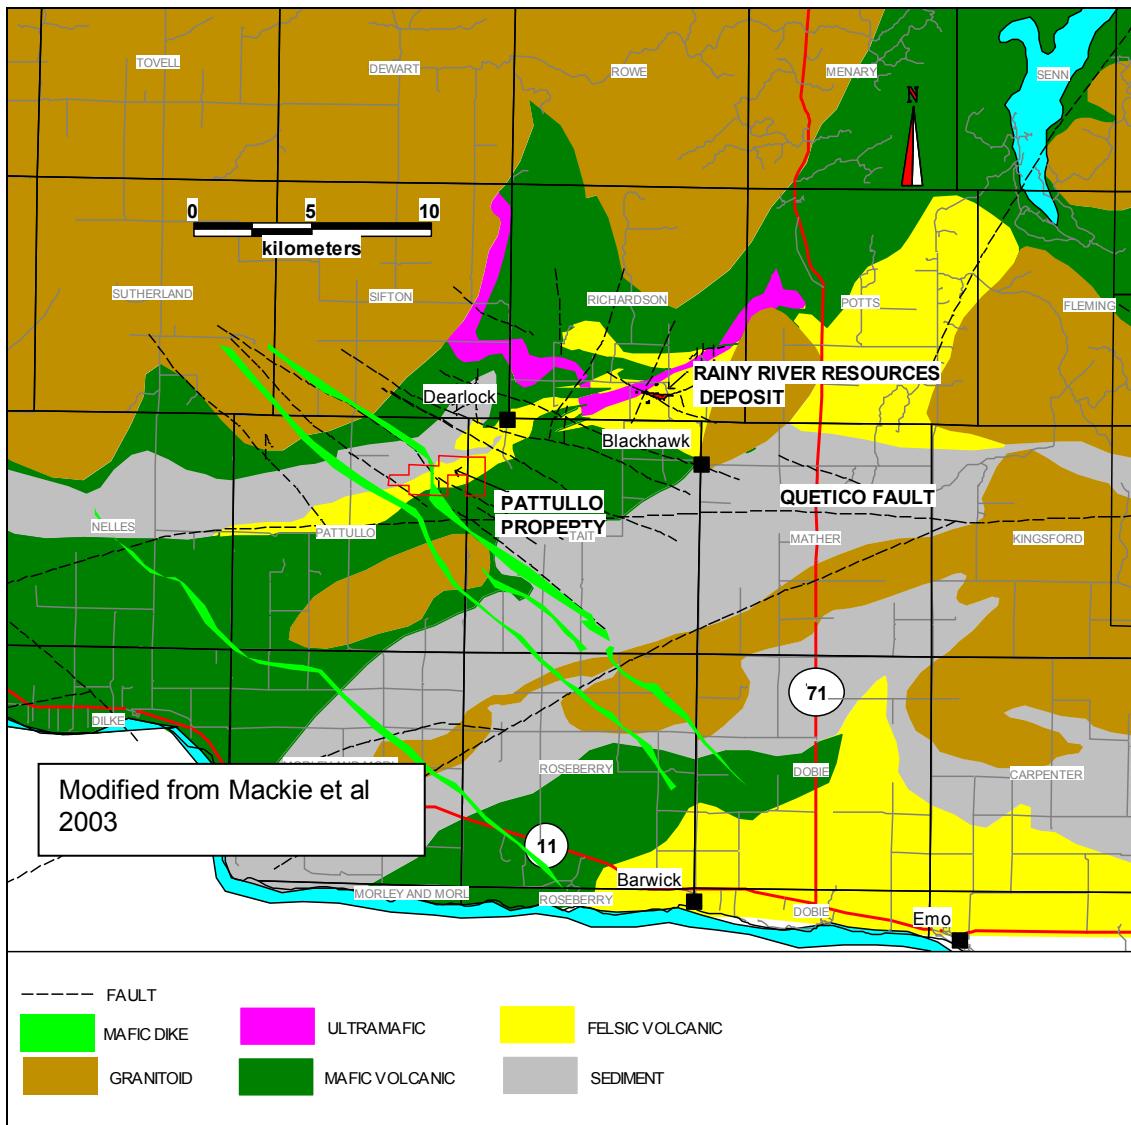 TOVELL
DEWART
ROWE
MENARY
SENN
N
0 5 10
kilometers
SUTHERLAND
SIFTON
RICHARDSON
POTTS
FLEMING
RAINY RIVER RESOURCES
DEPOSIT
Dearlock
Blackhawk
PATTULLO
PROPERTY
QUETICO FAULT
NELLES
PATTULLO
TAIT
MATHER
KINGSFORD
71
DILKE
MORLEY AND MORL
ROSEBERRY
DOBIE
CARPENTER
Modified from Mackie et al
2003
11
Barwick
MORLEY AND MORL
ROSEBERRY
DOBIE
Emo
FAULT
MAFIC DIKE
ULTRAMAFIC
FELSIC VOLCANIC
GRANITOID
MAFIC VOLCANIC
SEDIMENT